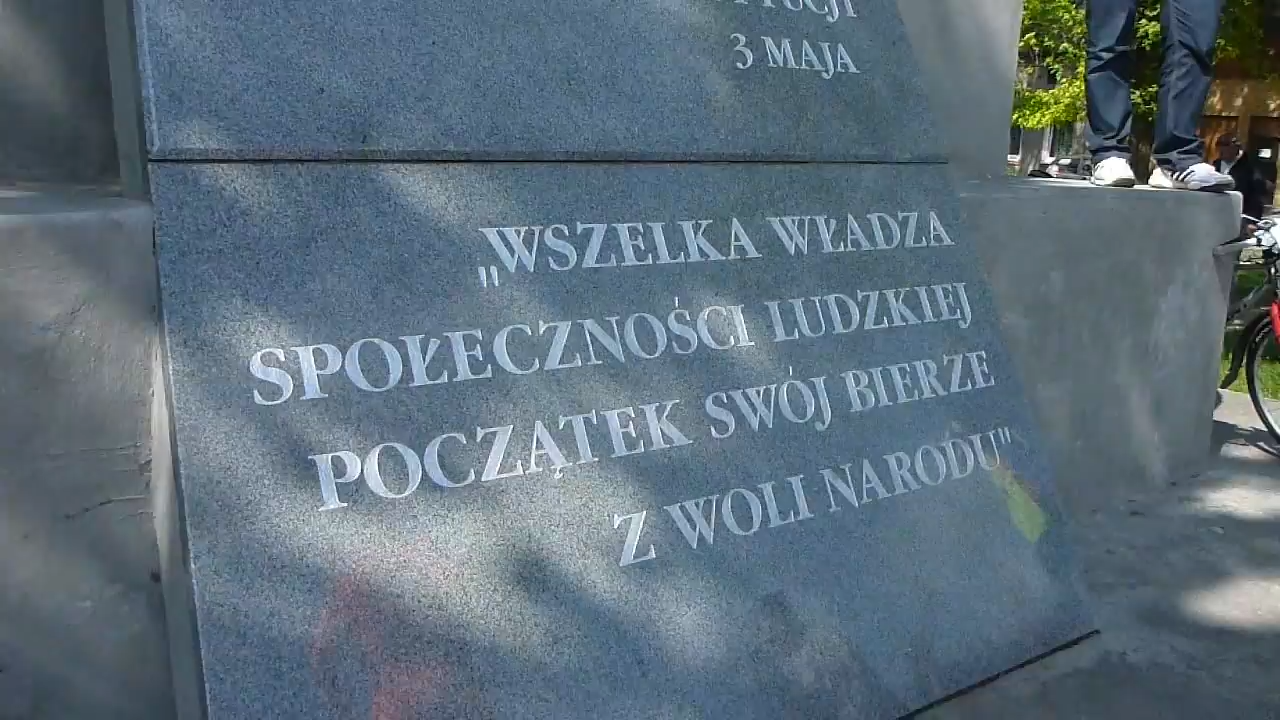 3 MAJA
„WSZELKA WŁADZA
SPOŁECZNOŚCI LUDZKIEJ
POCZĄTEK SWÓJ BIERZE
Z WOLI NARODU"